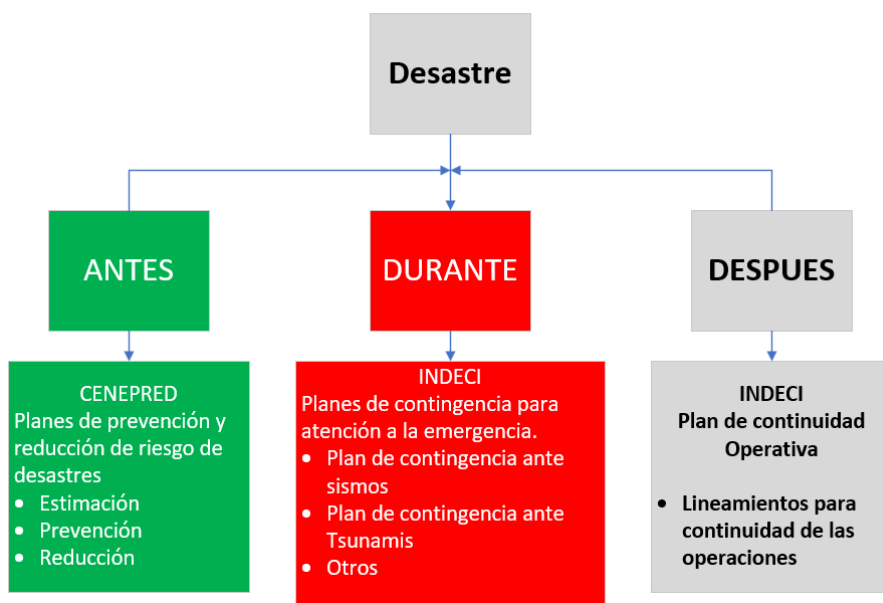 Desastre
ANTES
DURANTE
DESPUES
CENEPRED
Planes de prevención y
reducción de riesgo de
desastres
• Estimación
• Prevención
• Reducción
INDECI
Planes de contingencia para
atención a la emergencia.
• Plan de contingencia ante
sismos
• Plan de contingencia ante
Tsunamis
• Otros
INDECI
Plan de continuidad
Operativa
• Lineamientos para
continuidad de las
operaciones